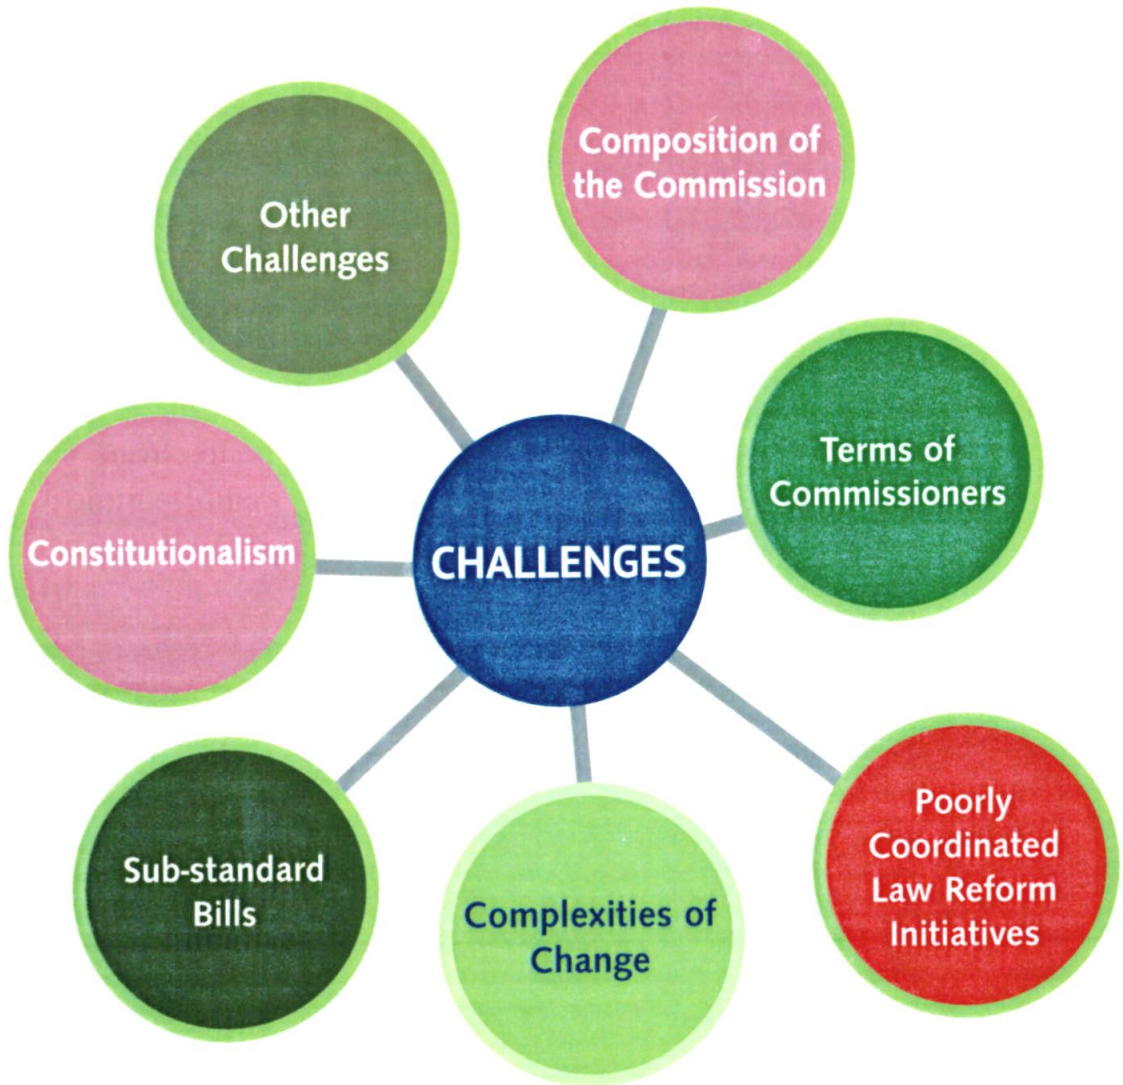 Composition of
the Commission
Other
Challenges
Terms of
Commissioners
Constitutionalism
CHALLENGES
Poorly
Coordinated
Law Reform
Initiatives
Sub-standard
Bills
Complexities of
Change